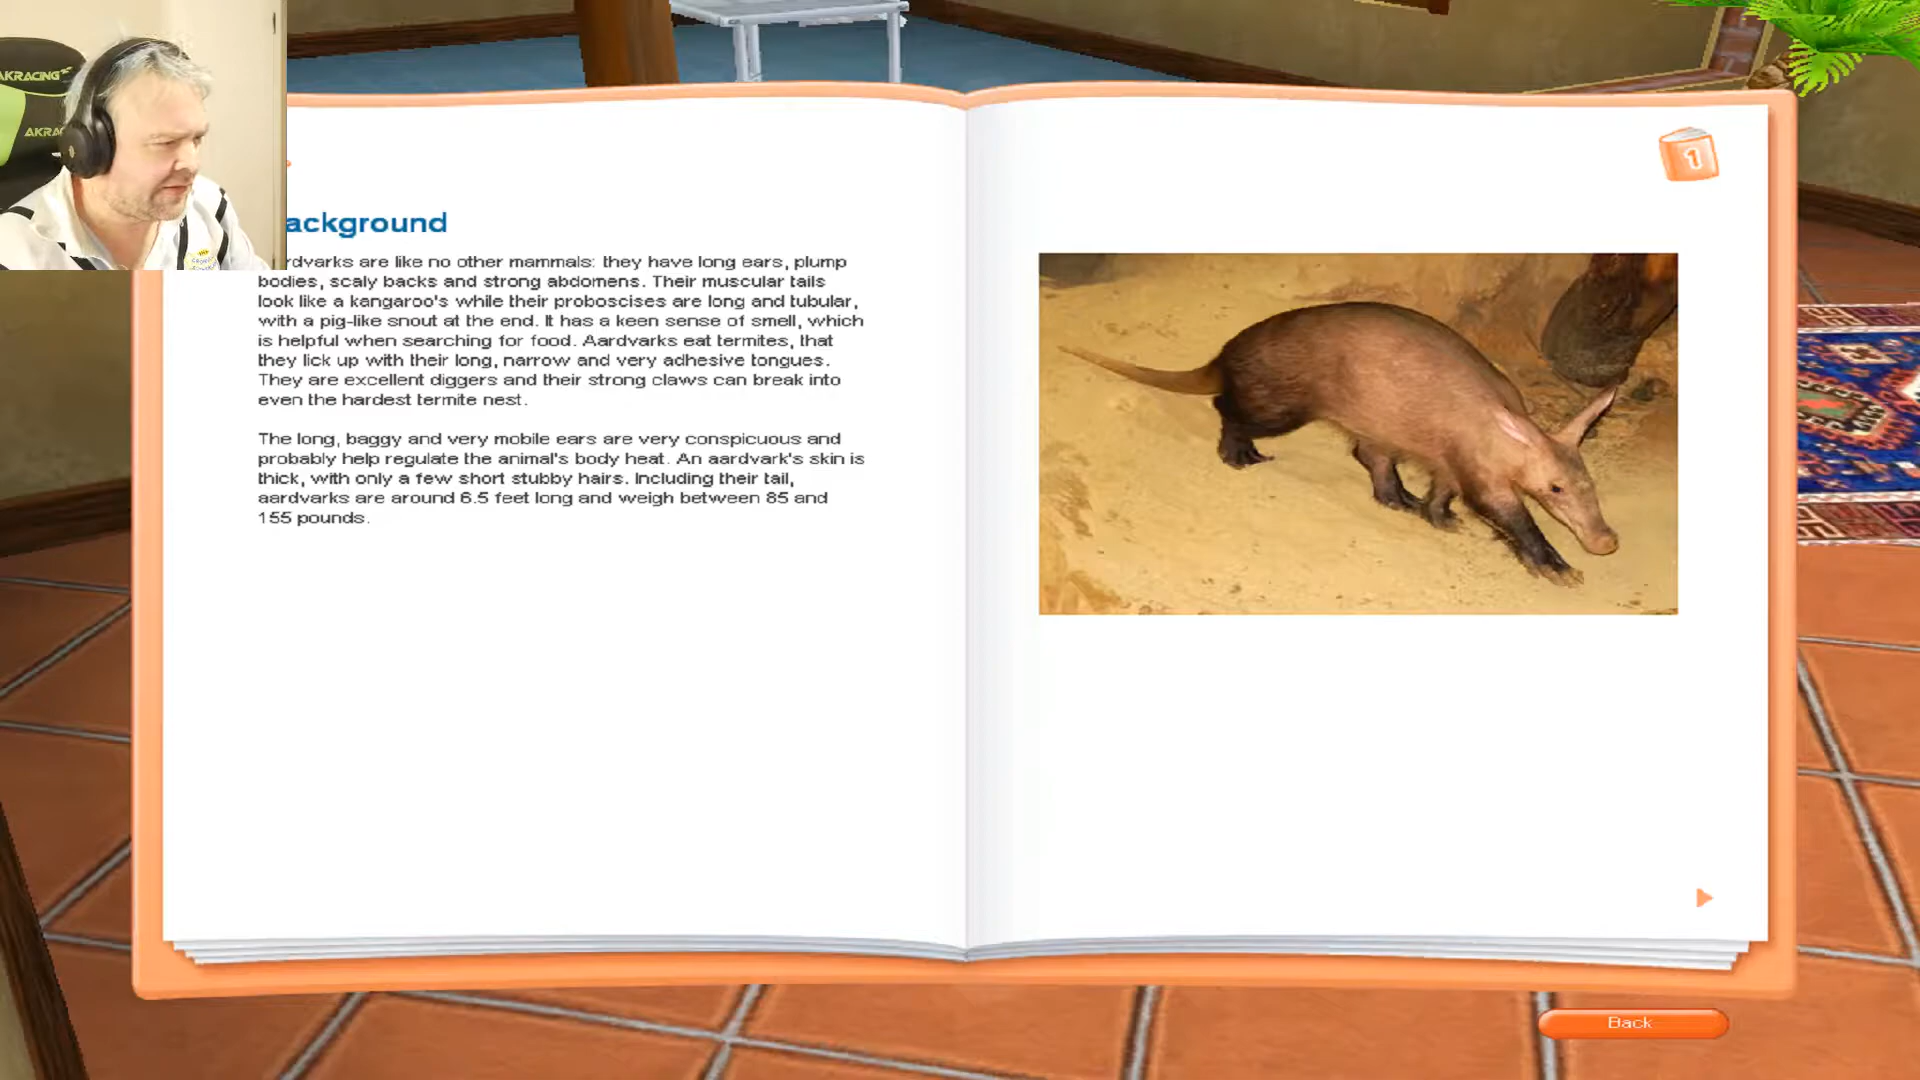 AKRACING
AKRA
1
ackground
rdvarks are like no other mammals: they have long ears, plump
bodies, scaly backs and strong abdomens. Their muscular tails
look like a kangaroo's while their proboscises are long and tubular,
with a pig-like snout at the end. It has a keen sense of smell, which
is helpful when searching for food. Aardvarks eat termites, that
they lick up with their long, narrow and very adhesive tongues.
They are excellent diggers and their strong claws can break into
even the hardest termite nest.
The long, baggy and very mobile ears are very conspicuous and
probably help regulate the animal's body heat. An aardvark's skin is
thick, with only a few short stubby hairs. Including their tail,
aardvarks are around 6.5 feet long and weigh between 85 and
155 pounds.
Back